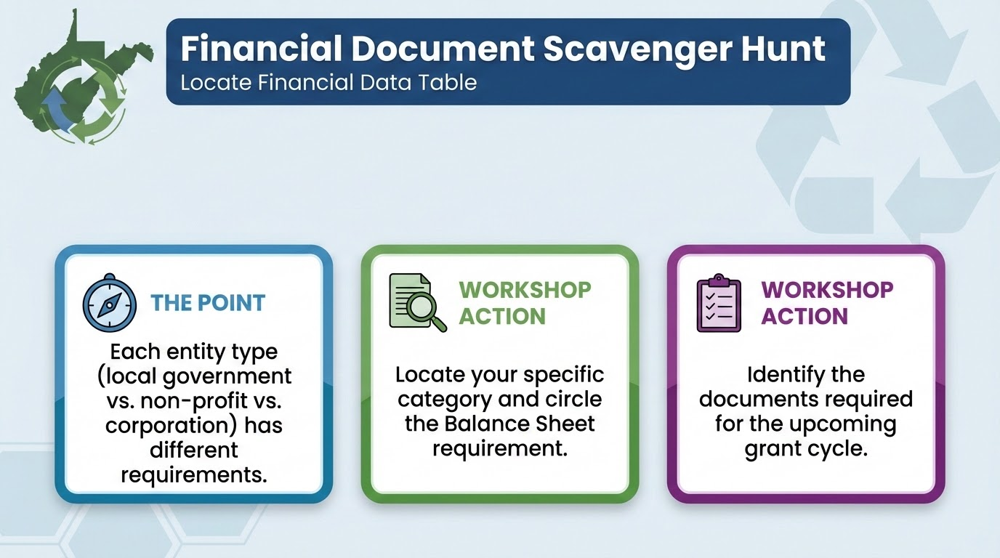 Financial Document Scavenger Hunt
Locate Financial Data Table
THE POINT
Each entity type
(local government
vs. non-profit vs.
corporation) has
different
requirements.
WORKSHOP
ACTION
Locate your specific
category and circle
the Balance Sheet
requirement.
WORKSHOP
ACTION
Identify the
documents required
for the upcoming
grant cycle.